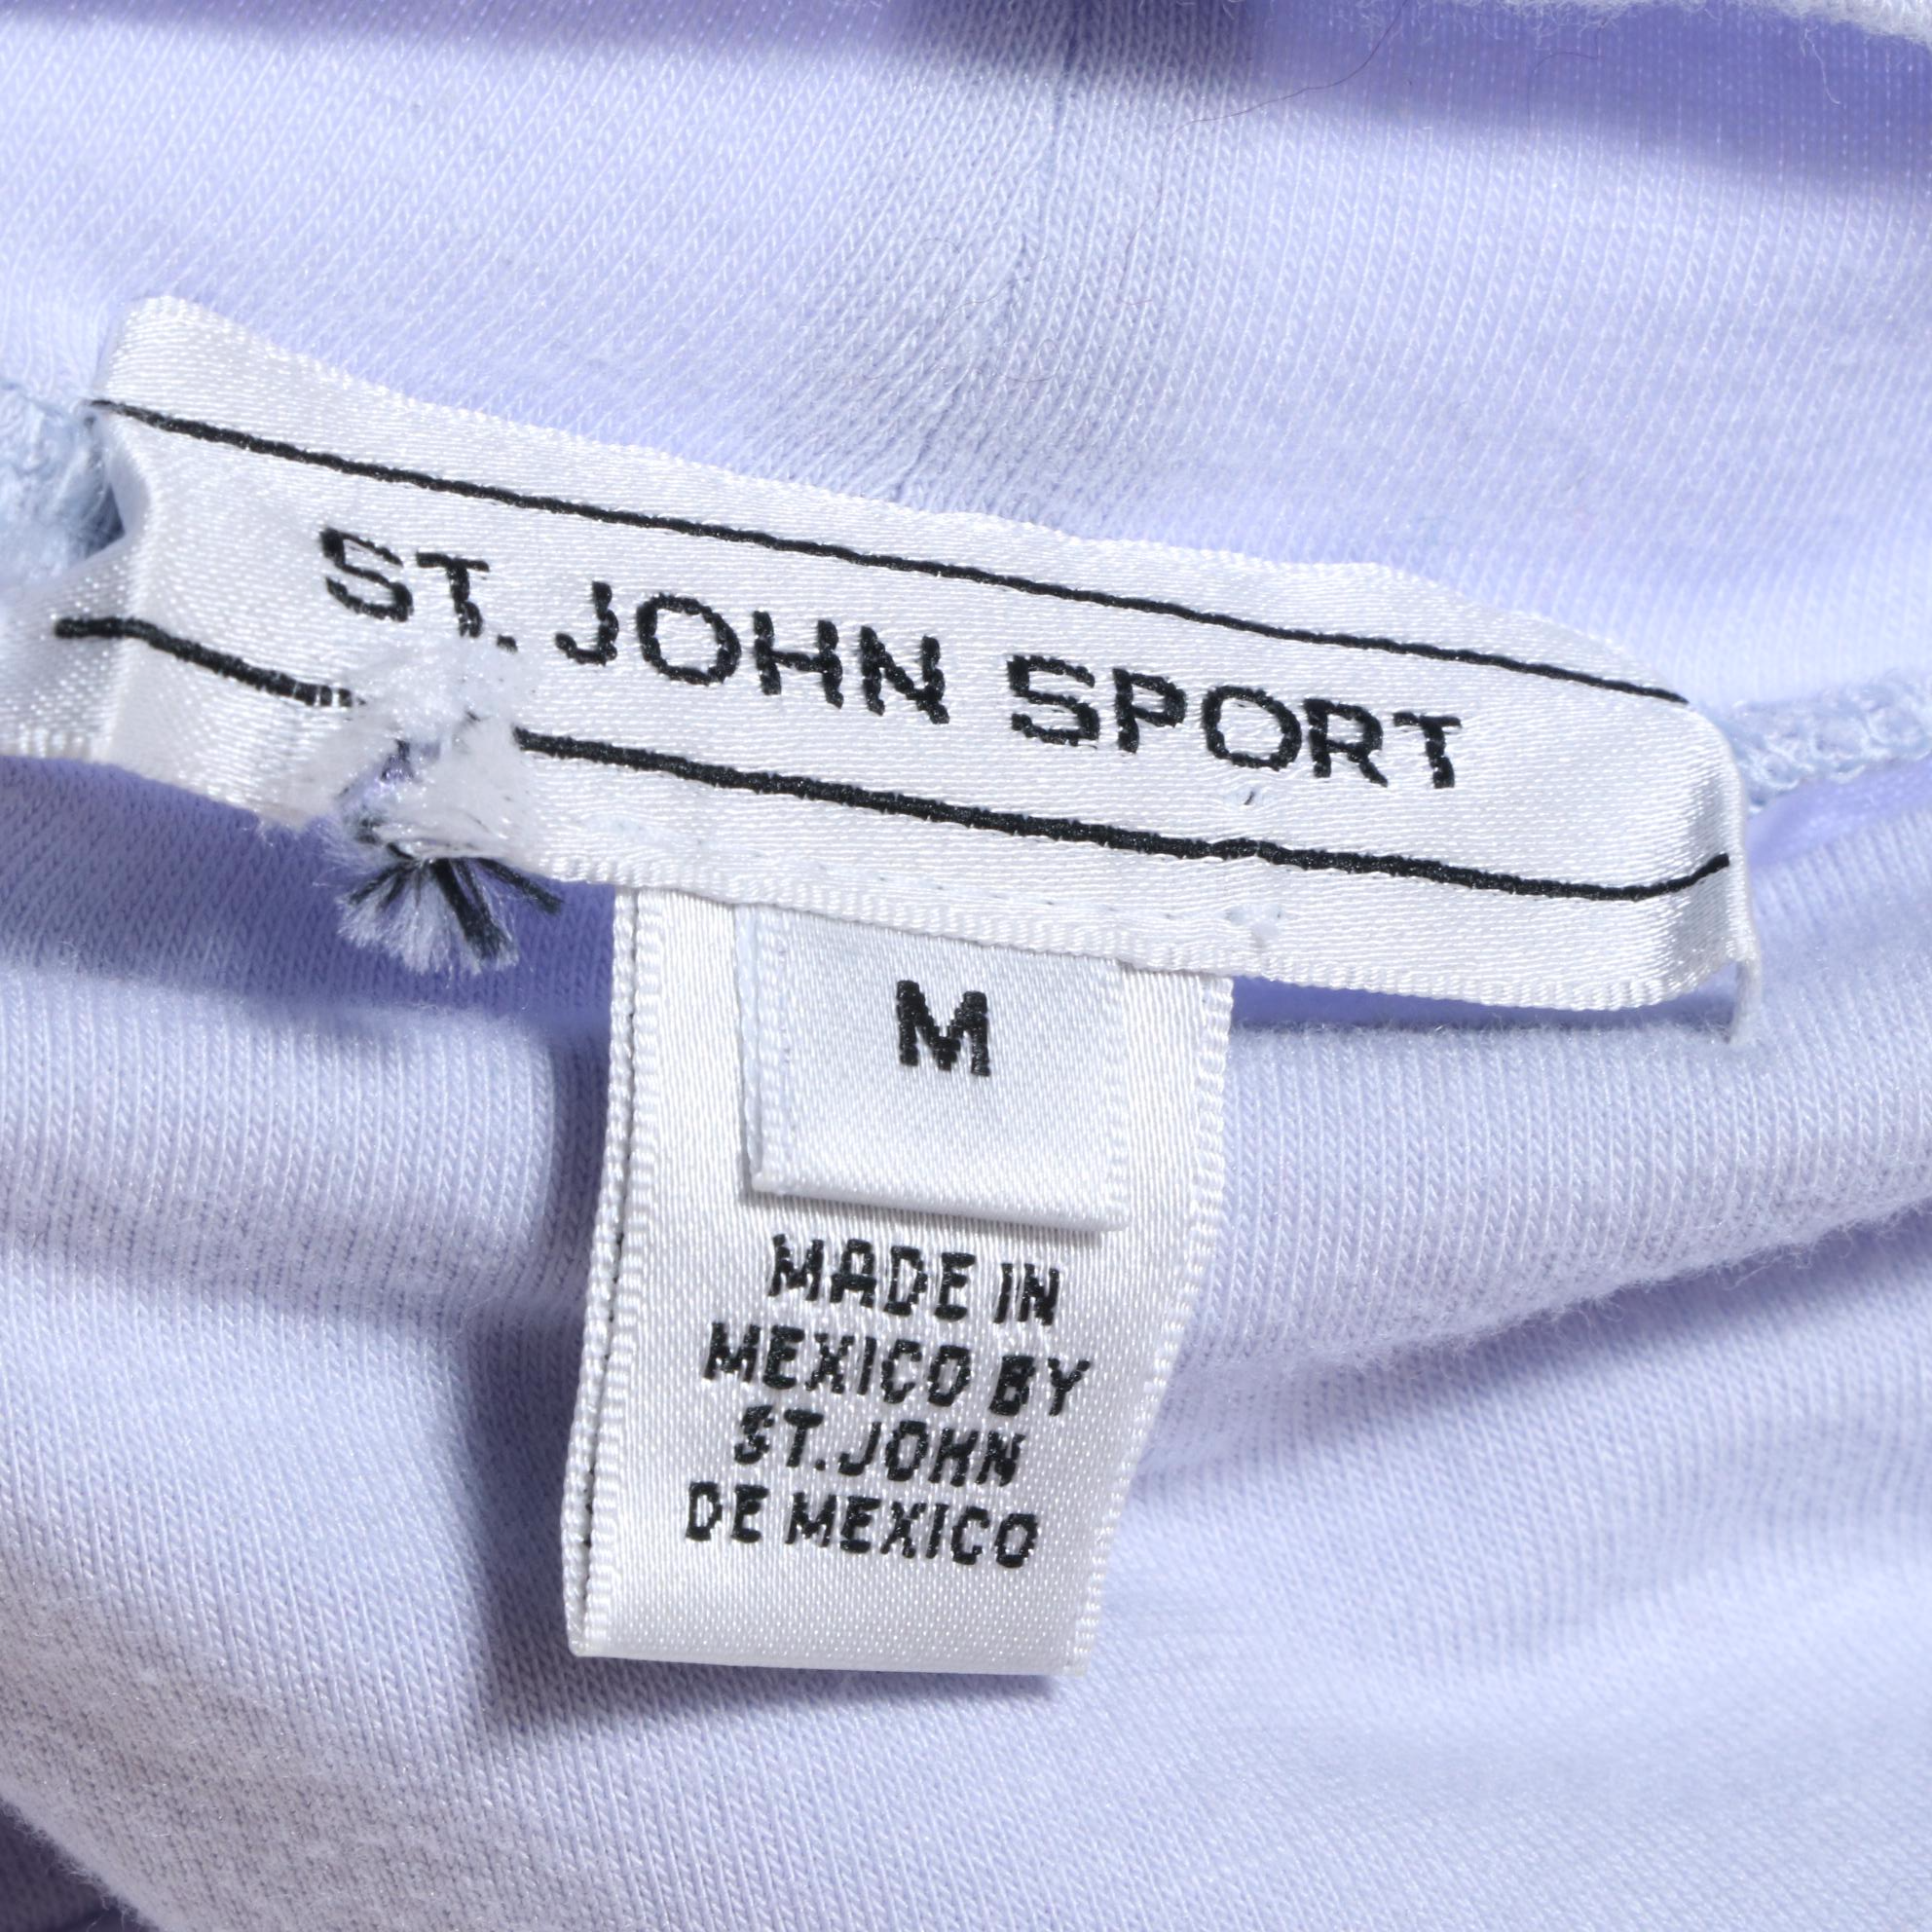 ST. JOHN SPORT
M
MADE IN
MEXICO BY
ST. JOHN
DE MEXICO